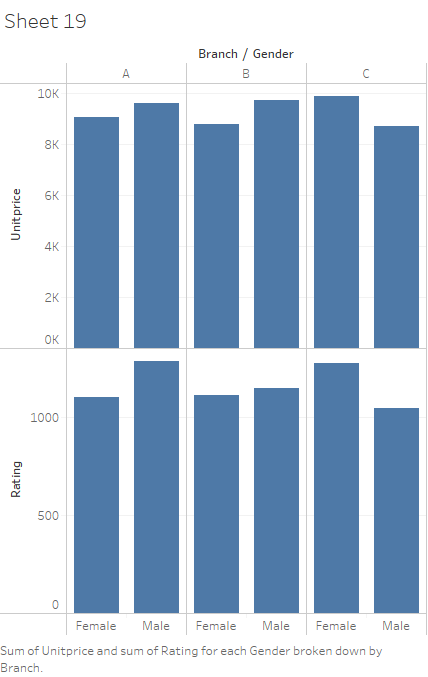 Sheet 19
Branch / Gender
A B C
Unitprice
10K
8K
6K
4K
2K
0K
Rating
1000
500
0
Female Male Female Male Female Male
Sum of Unitprice and sum of Rating for each Gender broken down by
Branch.